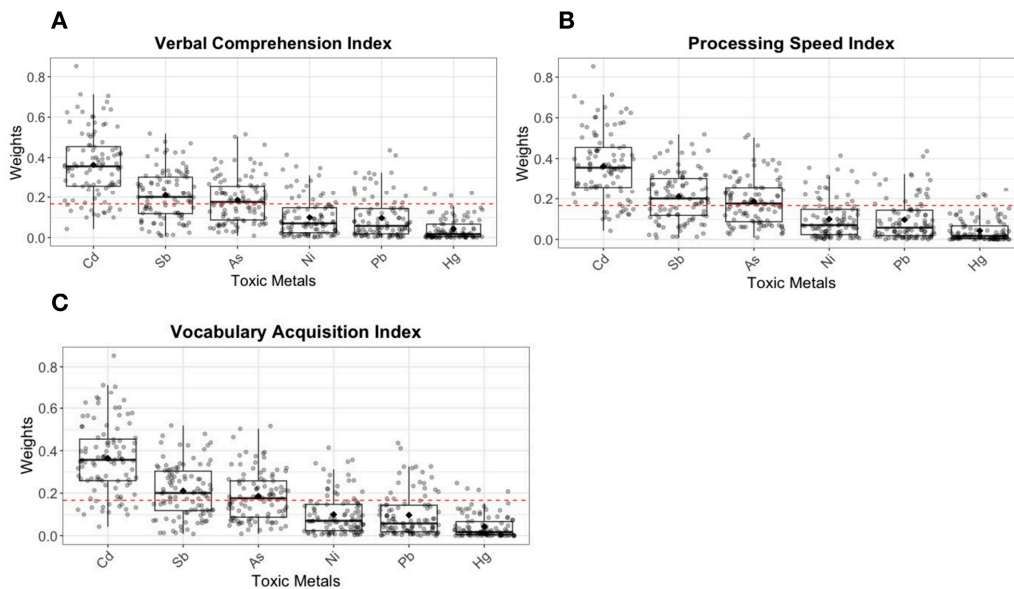 A
Verbal Comprehension Index
Weights
0.8
0.6
0.4
0.2
0.0
Cd
Sb
As
Ni
Pb
Hg
Toxic Metals
B
Processing Speed Index
Weights
0.8
0.6
0.4
0.2
0.0
Cd
Sb
As
Ni
Pb
Hg
Toxic Metals
C
Vocabulary Acquisition Index
Weights
0.8
0.6
0.4
0.2
0.0
Cd
Sb
As
Ni
Pb
Hg
Toxic Metals